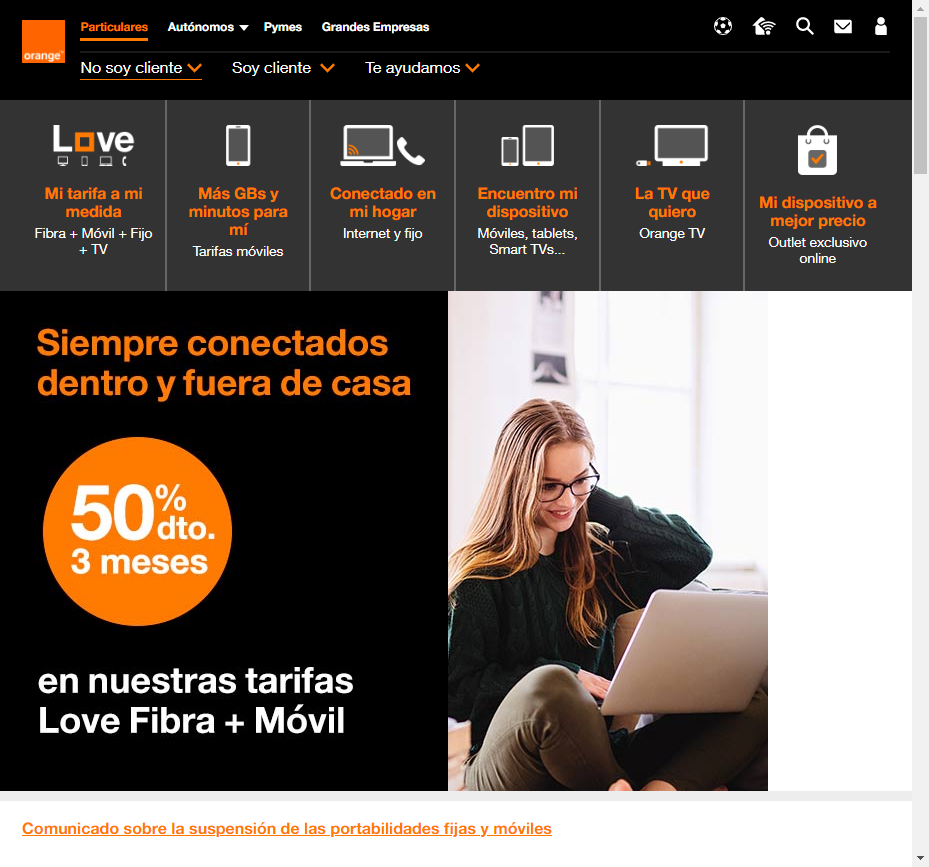 orange™
Particulares
Autónomos
Pymes
Grandes Empresas
No soy cliente
Soy cliente
Te ayudamos
Love
Mi tarifa a mi
medida
Fibra + Móvil + Fijo
+ TV
Más GBs y
minutos para
mí
Tarifas móviles
Conectado en
mi hogar
Internet y fijo
Encuentro mi
dispositivo
Móviles, tablets,
Smart TVs...
La TV que
quiero
Orange TV
Mi dispositivo a
mejor precio
Outlet exclusivo
online
Siempre conectados
dentro y fuera de casa
50%
dto.
3 meses
en nuestras tarifas
Love Fibra + Móvil
Comunicado sobre la suspensión de las portabilidades fijas y móviles